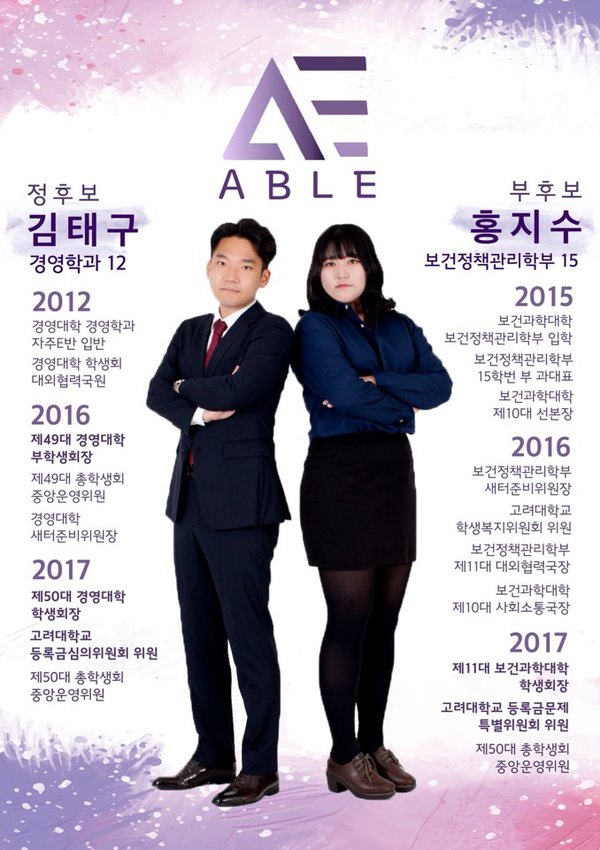 ABLE
정후보
김태구
경영학과 12
2012
경영대학 경영학과
자주E반 입반
경영대학 학생회
대외협력국원
2016
제49대 경영대학
부학생회장
제49대 총학생회
중앙운영위원
경영대학
새터준비위원장
2017
제50대 경영대학
학생회장
고려대학교
등록금심의위원회 위원
제50대 총학생회
중앙운영위원
부후보
홍지수
보건정책관리학부 15
2015
보건과학대학
보건정책관리학부 입학
보건정책관리학부
15학번 부 과대표
보건과학대학
제10대 선본장
2016
보건정책관리학부
새터준비위원장
고려대학교
학생복지위원회 위원
보건정책관리학부
제11대 대외협력국장
보건과학대학
제10대 사회소통국장
2017
제11대 보건과학대학
학생회장
고려대학교 등록금문제
특별위원회 위원
제50대 총학생회
중앙운영위원